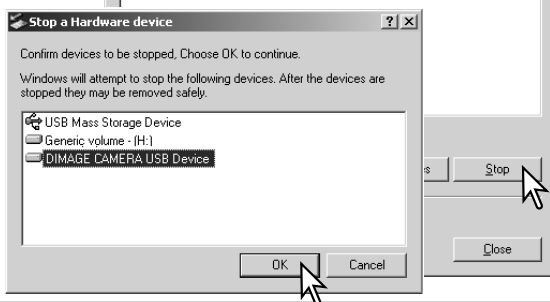 Stop a Hardware device
Confirm devices to be stopped, Choose OK to continue.
Windows will attempt to stop the following devices. After the devices are
stopped they may be removed safely.
USB Mass Storage Device
Generic volume - (H:)
DIMAGE CAMERA USB Device
OK
Cancel
Stop
Close